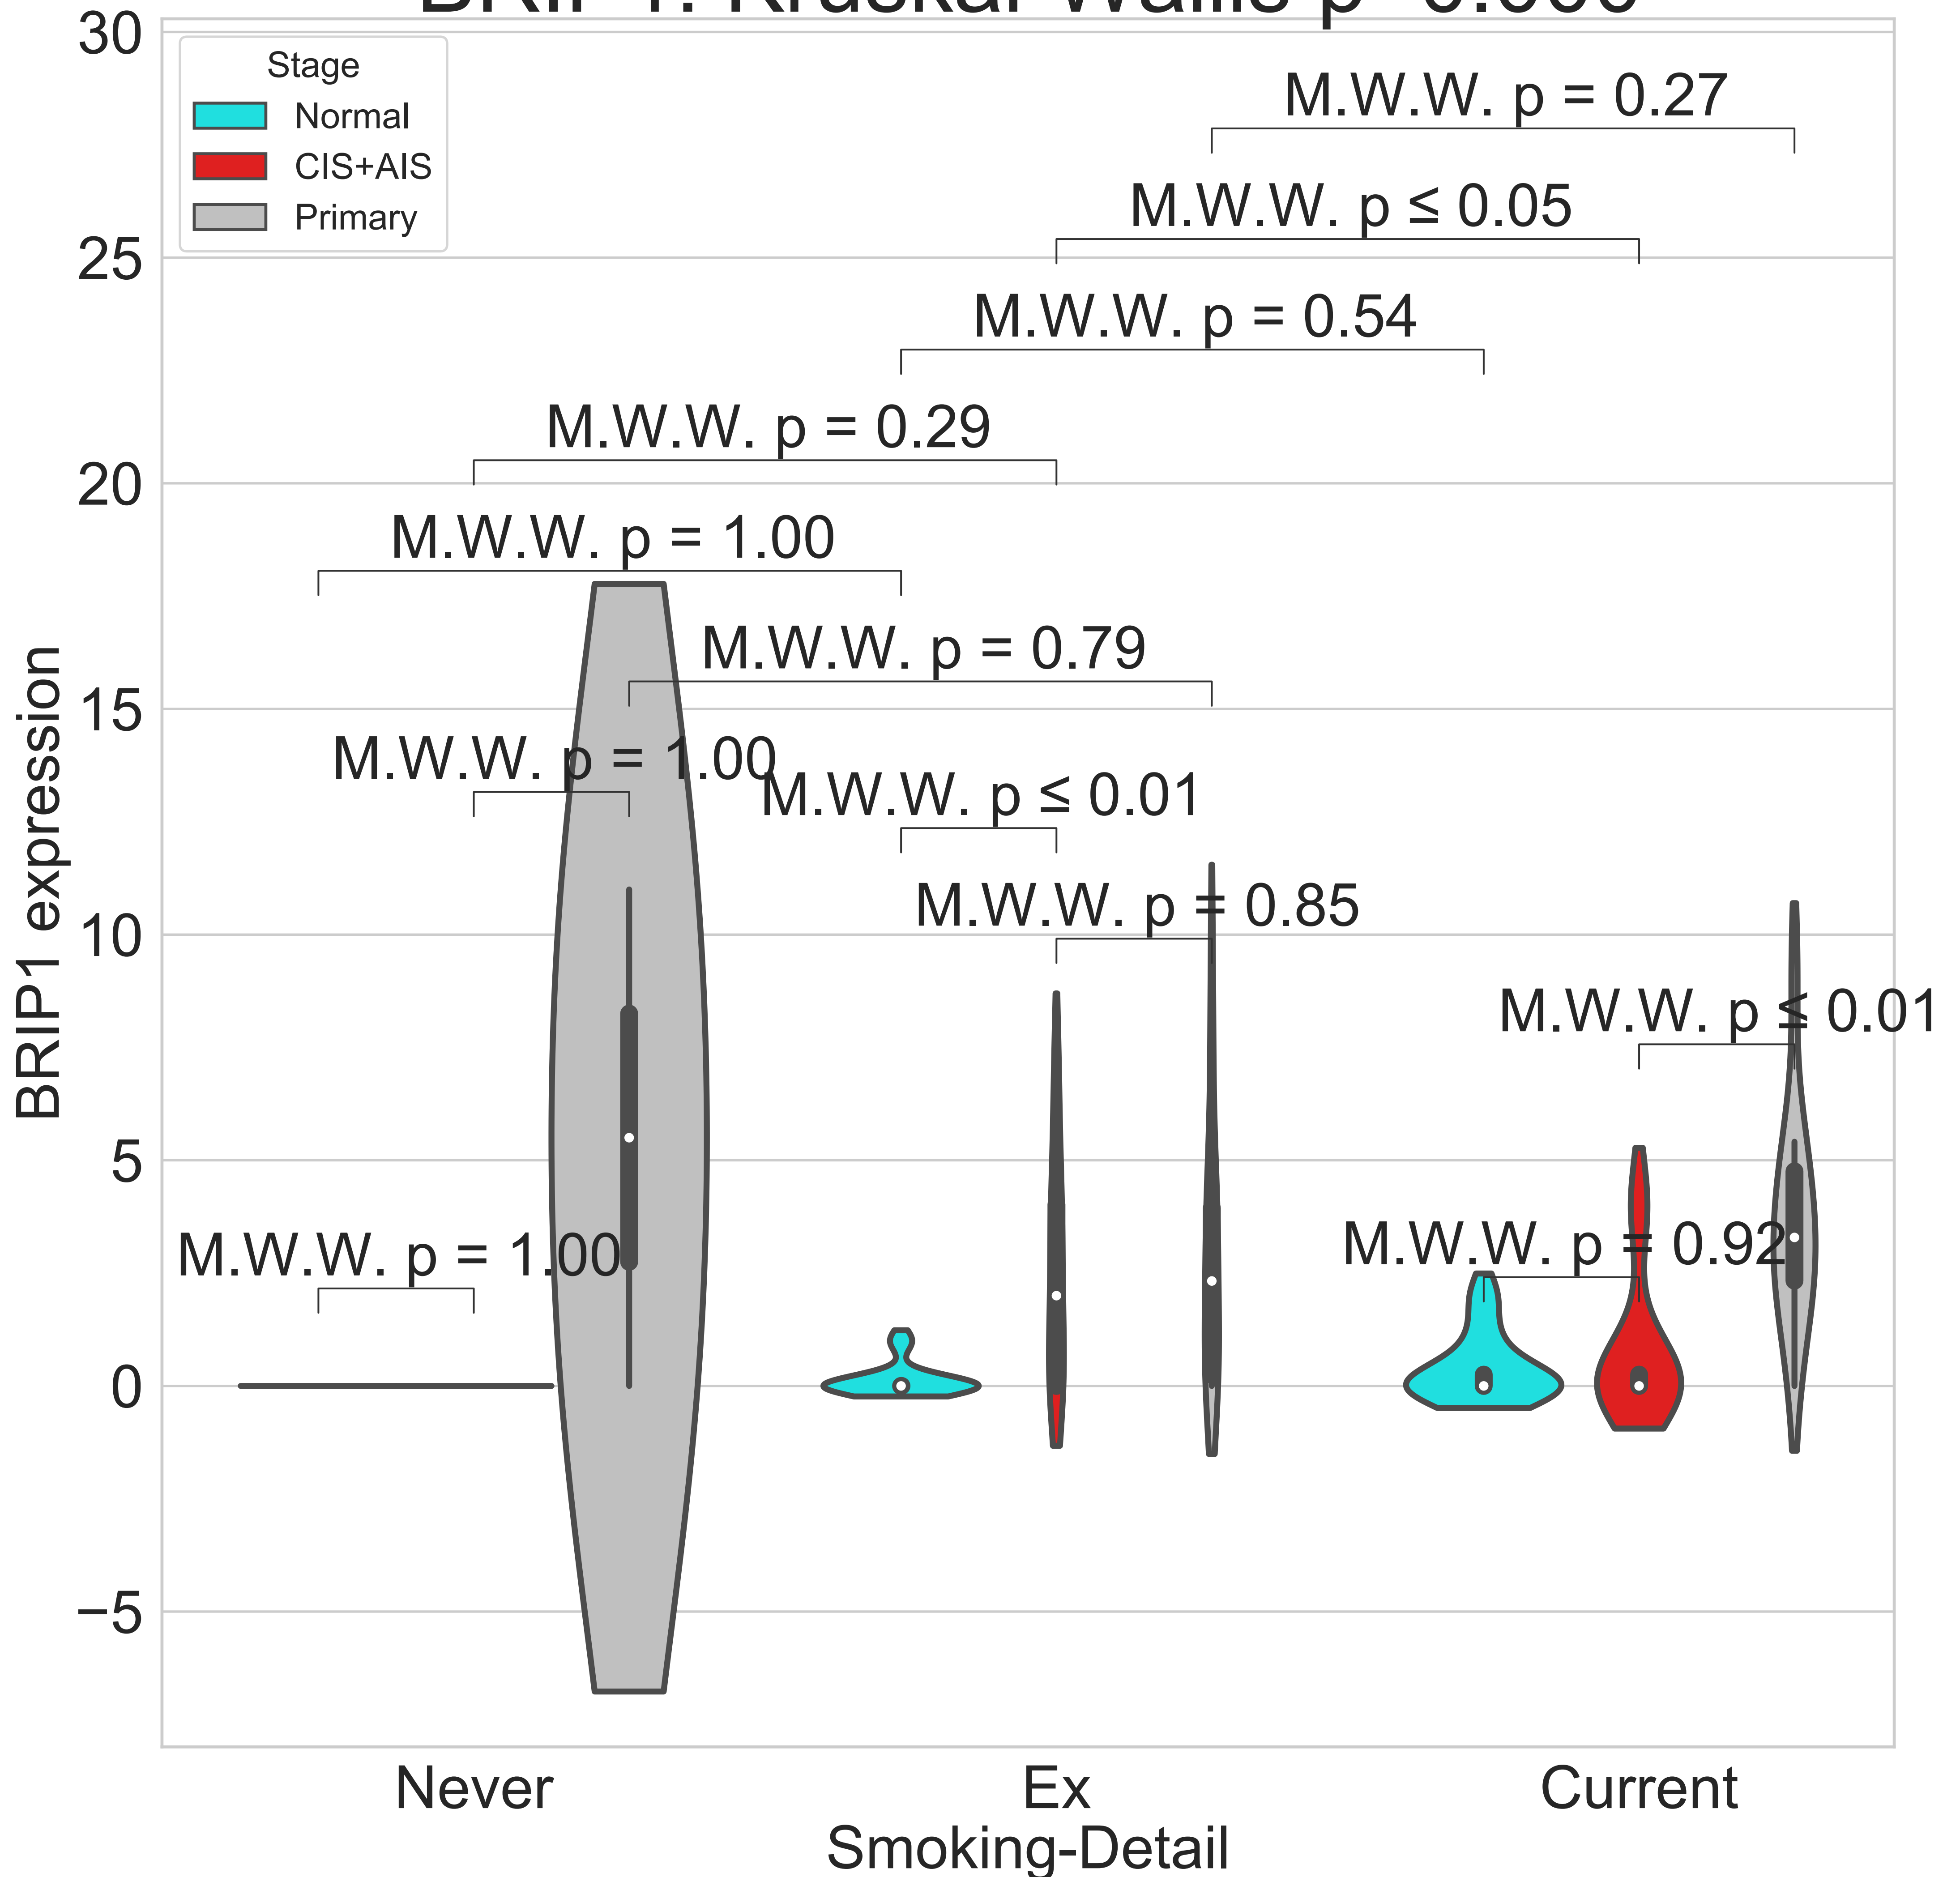 30
Stage
Normal
CIS+AIS
Primary
M.W.W. p = 0.27
M.W.W. p ≤ 0.05
25
M.W.W. p = 0.54
M.W.W. p = 0.29
20
M.W.W. p = 1.00
M.W.W. p = 0.79
15
M.W.W. p = 1.00
M.W.W. p ≤ 0.01
M.W.W. p = 0.85
10
M.W.W. p ≤ 0.01
BRIP1 expression
5
M.W.W. p = 0.92
M.W.W. p = 1.00
0
−5
Never
Ex
Current
Smoking-Detail